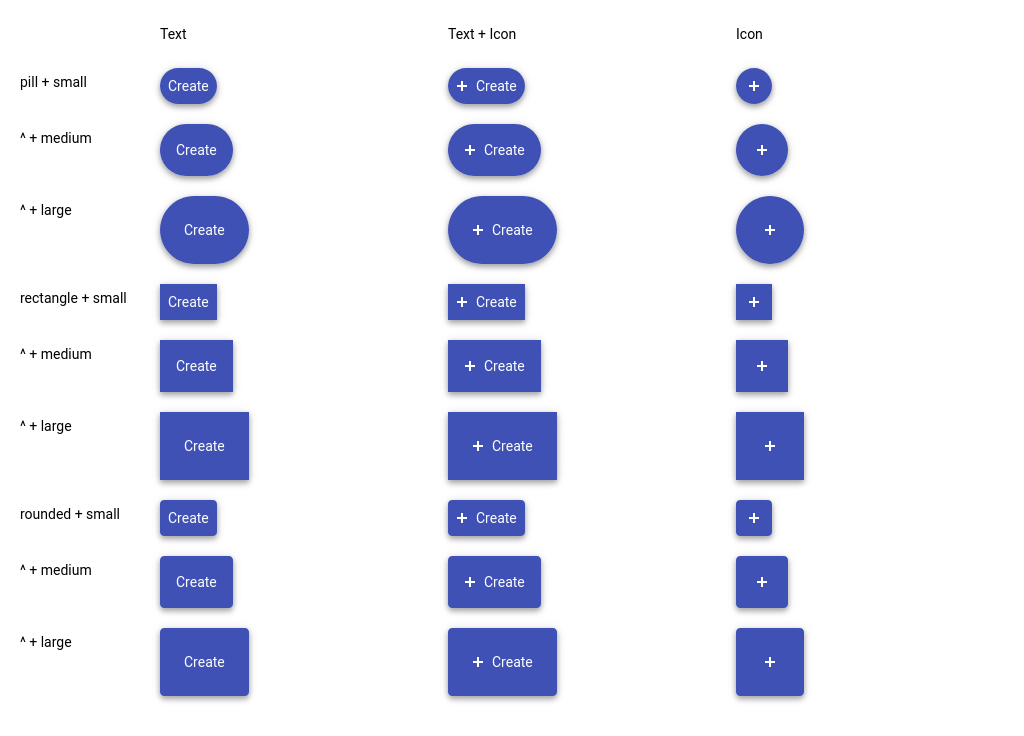 Text Text + Icon Icon
pill + small Create + Create +
^ + medium Create + Create +
^ + large Create + Create +
rectangle + small Create + Create +
^ + medium Create + Create +
^ + large Create + Create +
rounded + small Create + Create +
^ + medium Create + Create +
^ + large Create + Create +